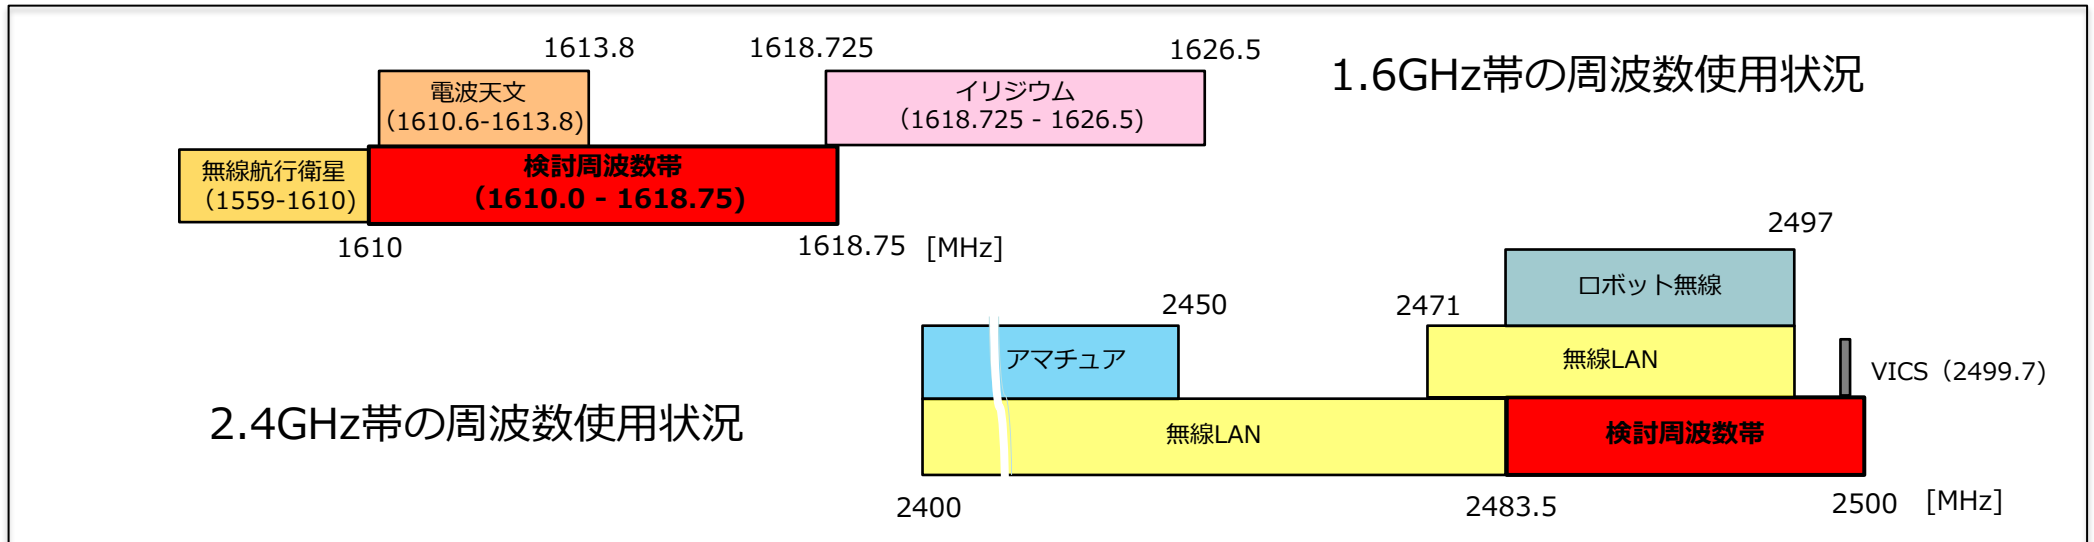 1613.8
1618.725
1626.5
1.6GHz帯の周波数使用状況
電波天文
（1610.6-1613.8）
イリジウム
（1618.725 - 1626.5）
無線航行衛星
（1559-1610）
検討周波数帯
（1610.0 - 1618.75）
1610
1618.75
[MHz]
2497
ロボット無線
2450
2471
アマチュア
無線LAN
VICS（2499.7）
2.4GHz帯の周波数使用状況
無線LAN
検討周波数帯
2400
2483.5
2500
[MHz]